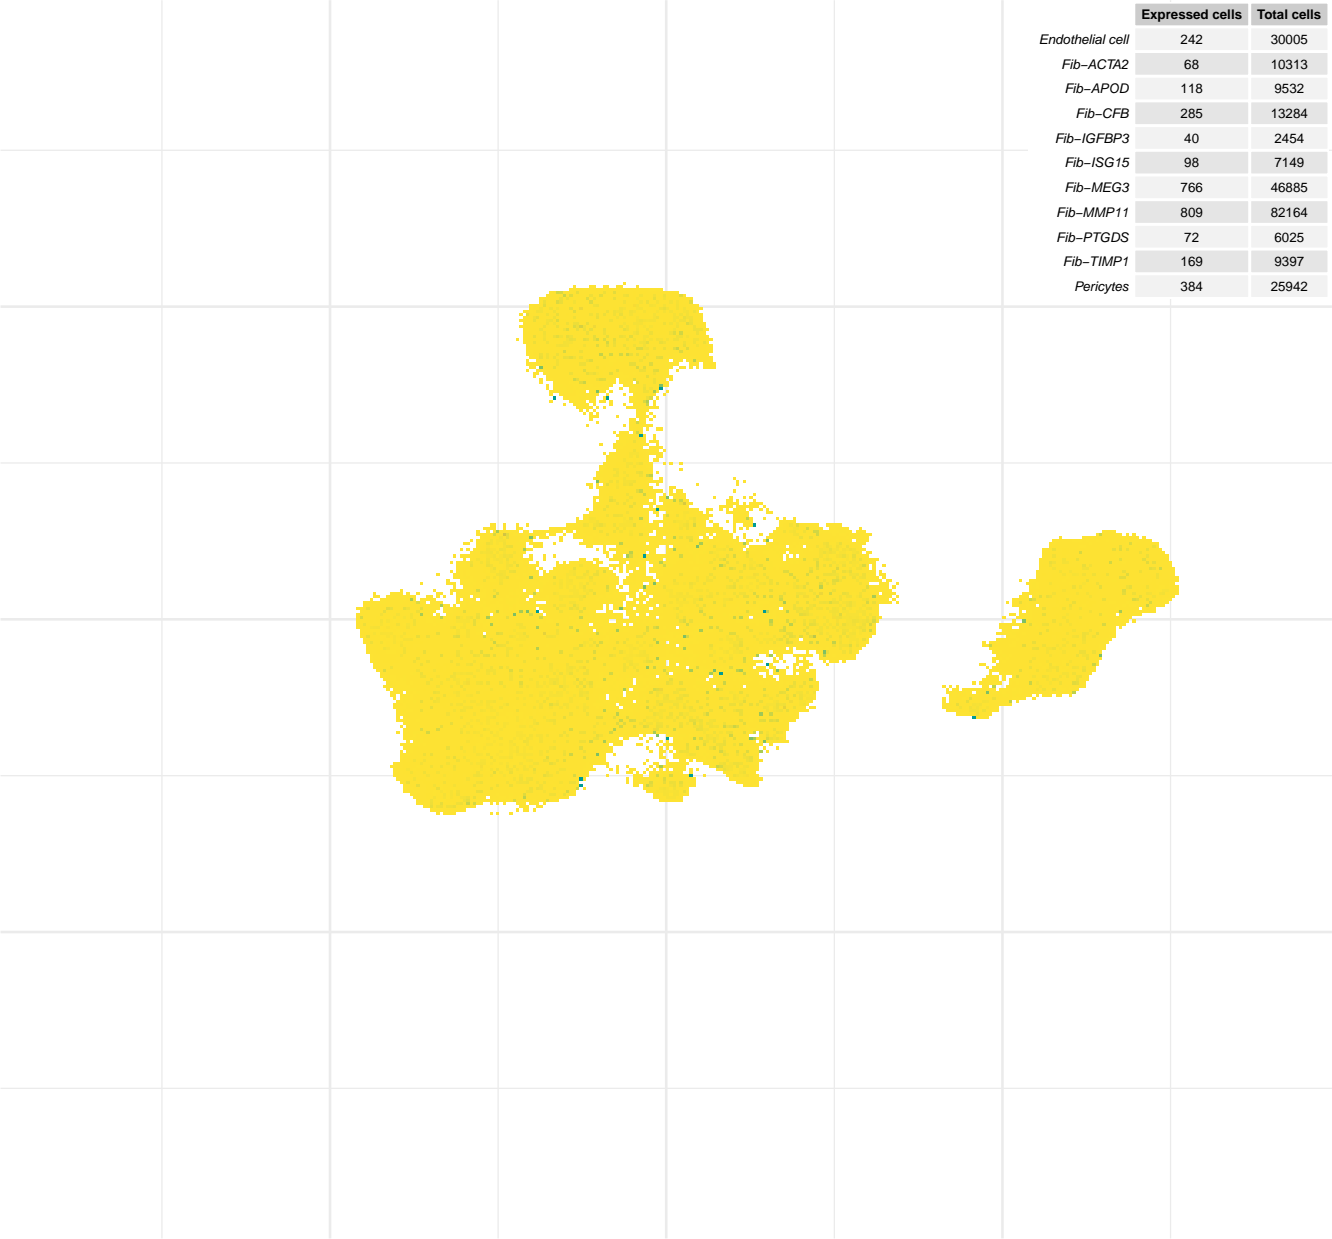 Expressed cells Total cells
Endothelial cell 242 30005
Fib−ACTA2 68 10313
Fib−APOD 118 9532
Fib−CFB 285 13284
Fib−IGFBP3 40 2454
Fib−ISG15 98 7149
Fib−MEG3 766 46885
Fib−MMP11 809 82164
Fib−PTGDS 72 6025
Fib−TIMP1 169 9397
Pericytes 384 25942